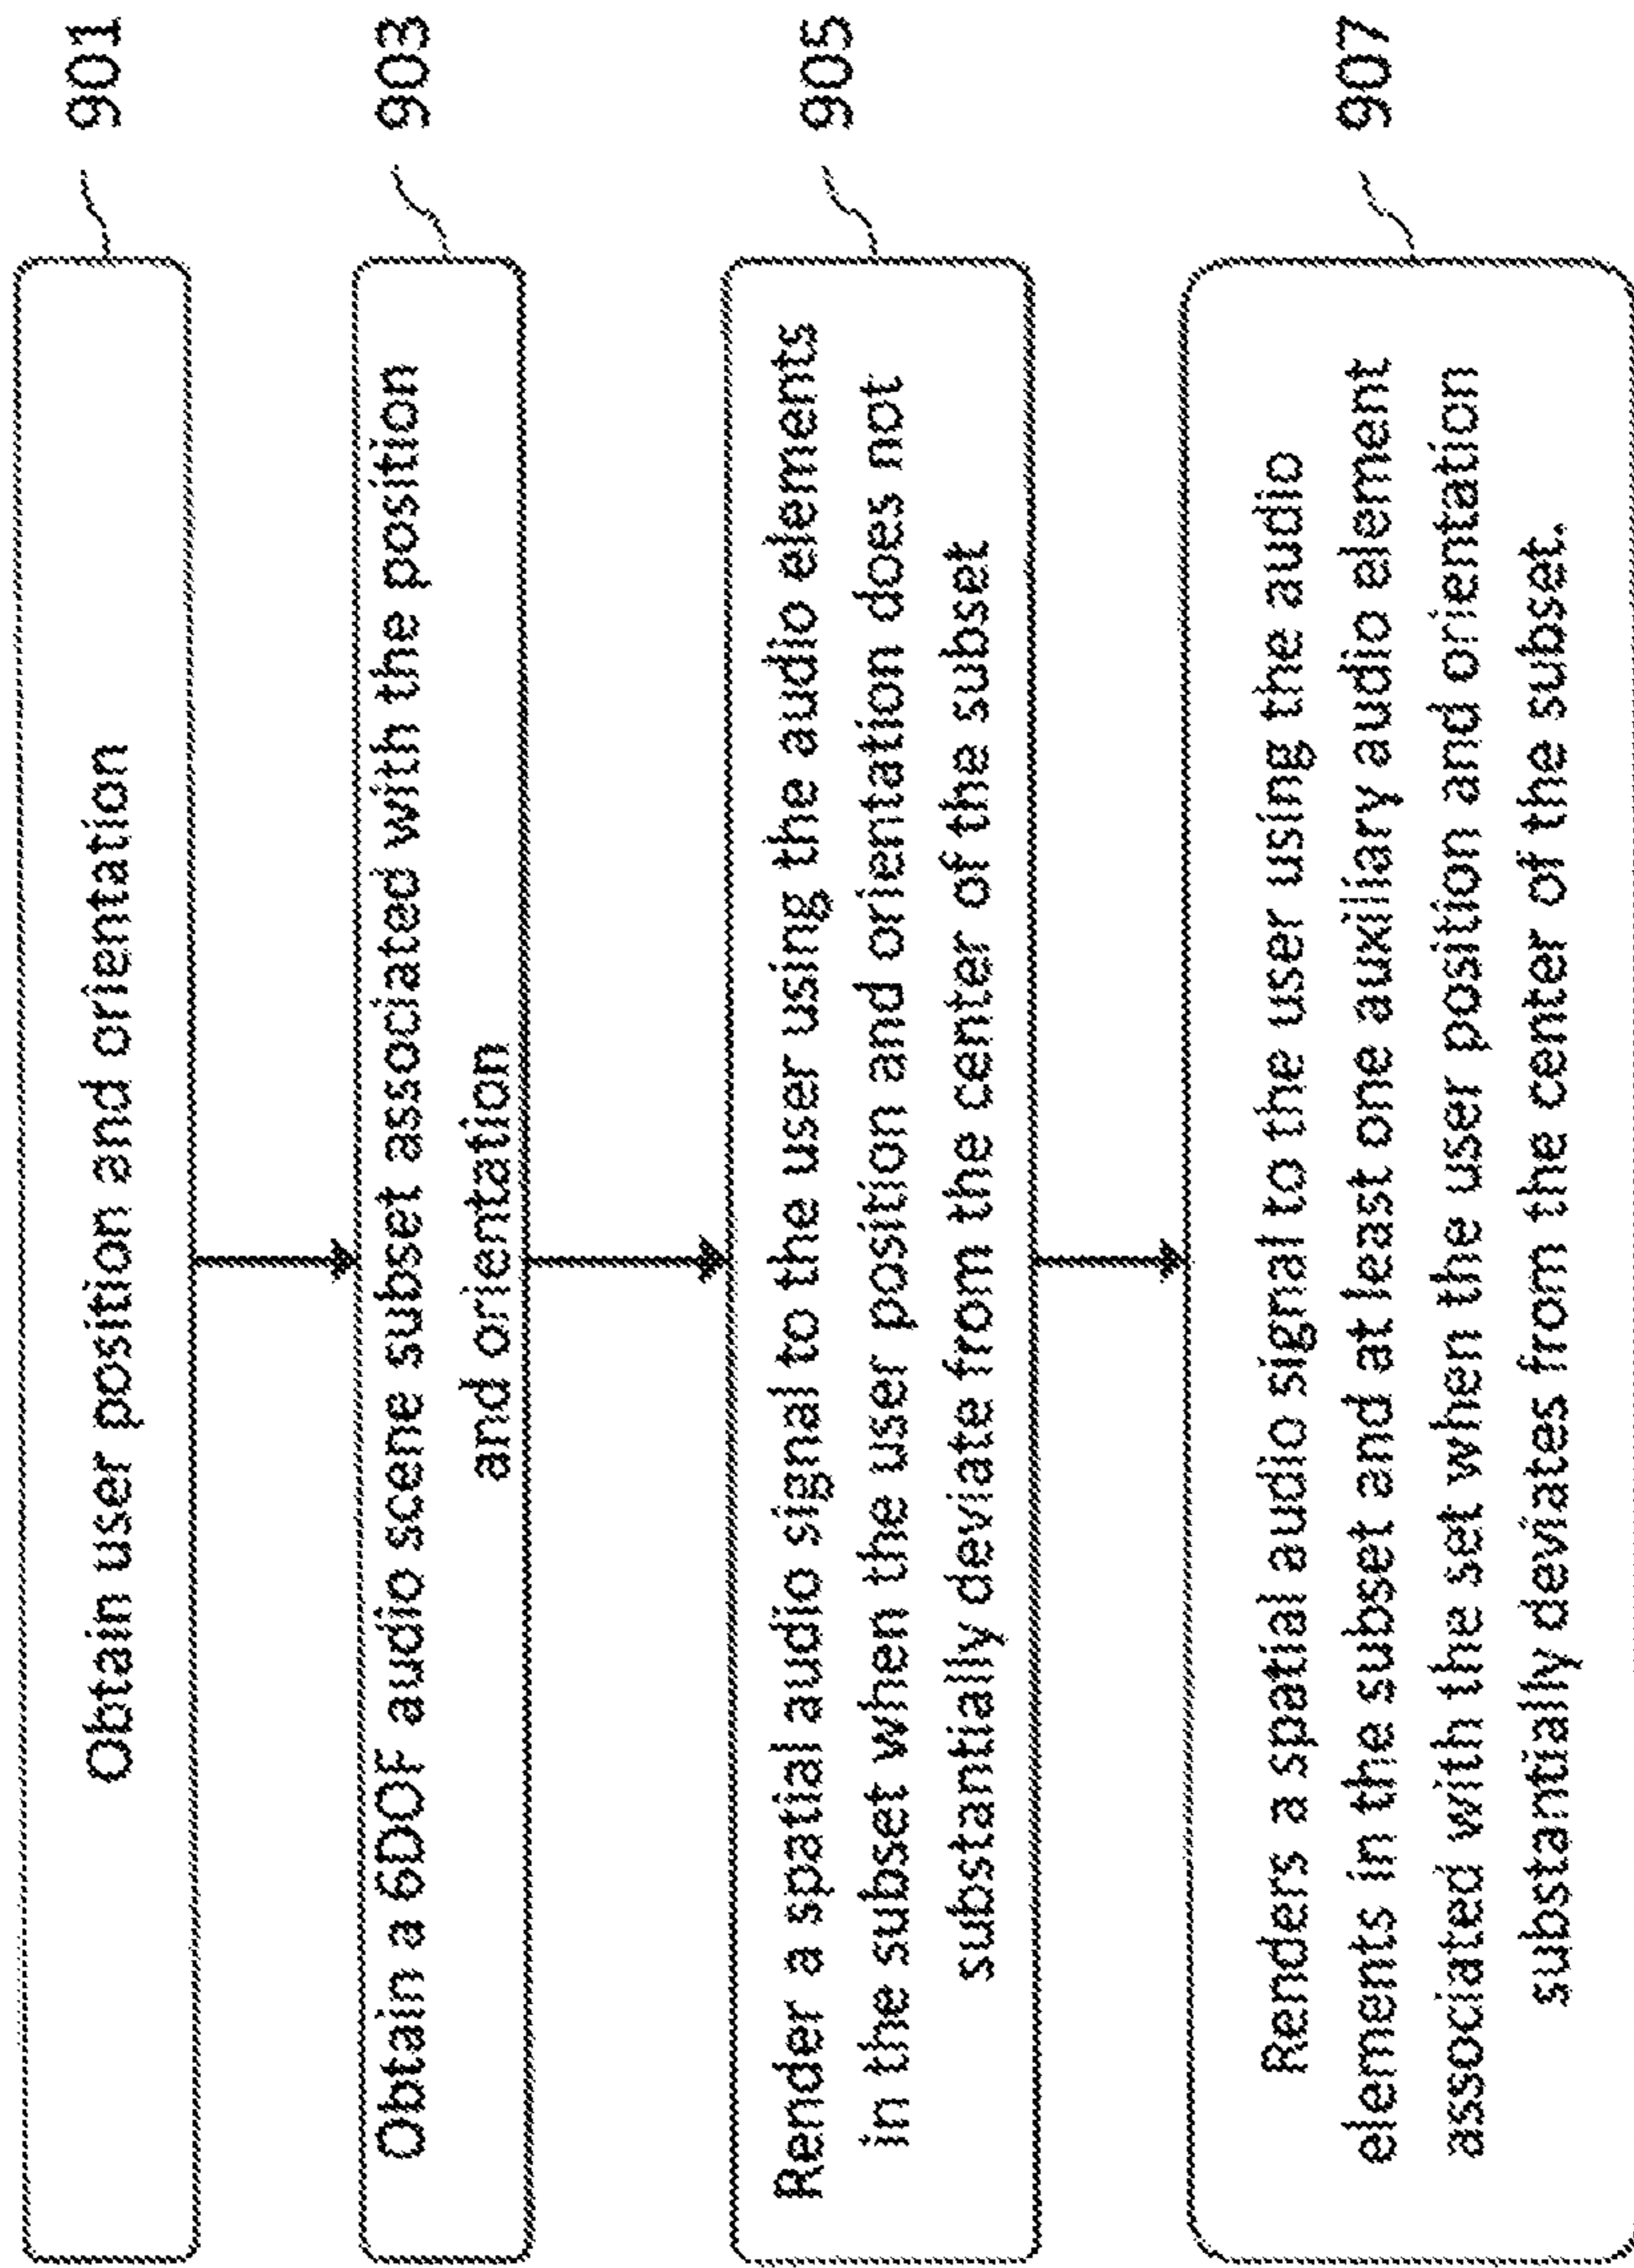 Obtain user position and orientation
901
Obtain a 6DOF audio scene subset associated with the position
and orientation
903
Render a spatial audio signal to the user using the audio elements
in the subset when the user position and orientation does not
substantially deviate from the center of the subset
905
Renders a spatial audio signal to the user using the audio
elements in the subset and at least one auxiliary audio element
associated with the set when the user position and orientation
substantially deviates from the center of the subset.
907